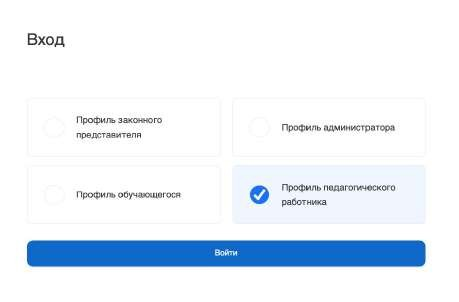 Вход
Профиль законного
представителя
Профиль администратора
Профиль обучающегося
Профиль педагогического
работника
Войти